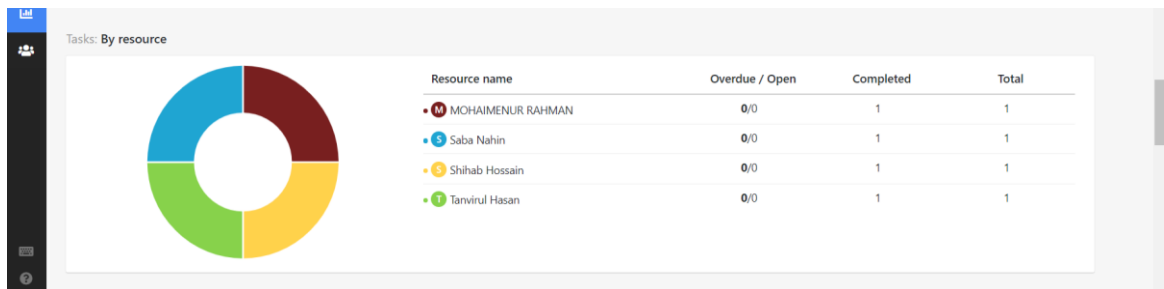 Tasks: By resource
Resource name Overdue / Open Completed Total
M MOHAIMENUR RAHMAN 0/0 1 1
S Saba Nahin 0/0 1 1
S Shihab Hossain 0/0 1 1
T Tanvirul Hasan 0/0 1 1
?